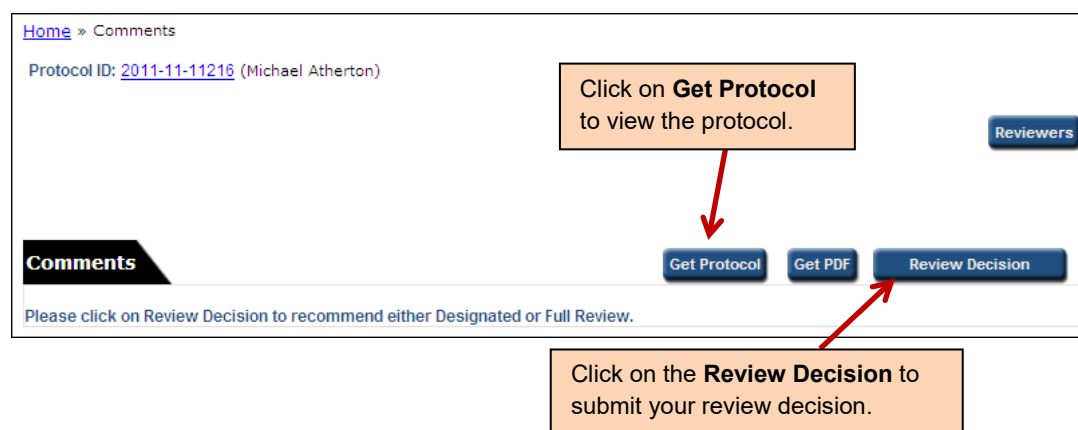 Home » Comments
Protocol ID: 2011-11-11216 (Michael Atherton)
Click on Get Protocol
to view the protocol.
Reviewers
Comments
Get Protocol
Get PDF
Review Decision
Please click on Review Decision to recommend either Designated or Full Review.
Click on the Review Decision to
submit your review decision.